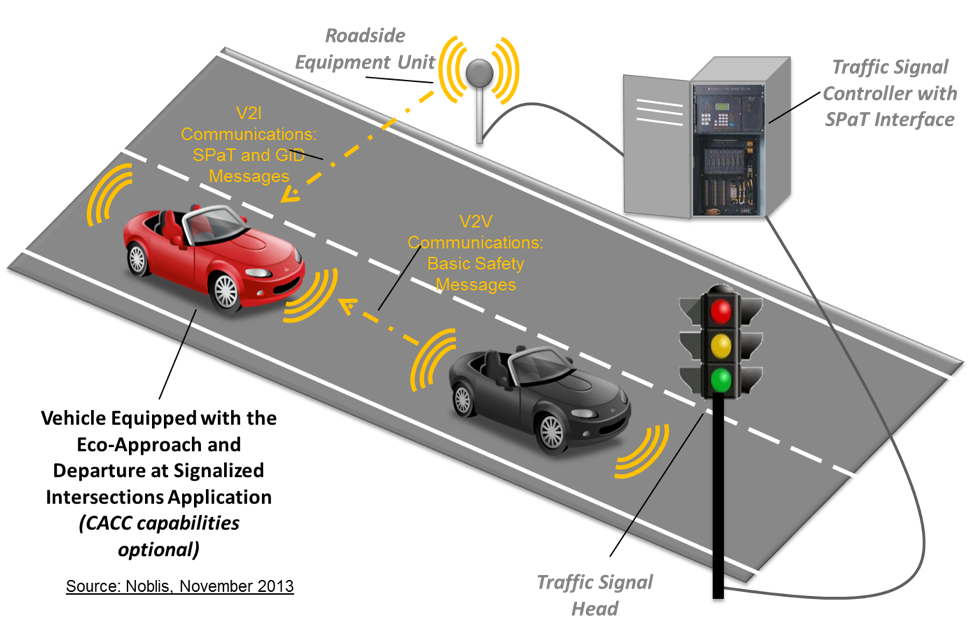 Roadside
Equipment Unit
Traffic Signal
Controller with
SPaT Interface
V2I
Communications:
SPaT and GID
Messages
V2V
Communications:
Basic Safety
Messages
Vehicle Equipped with the
Eco-Approach and
Departure at Signalized
Intersections Application
(CACC capabilities
optional)
Source: Noblis, November 2013
Traffic Signal
Head